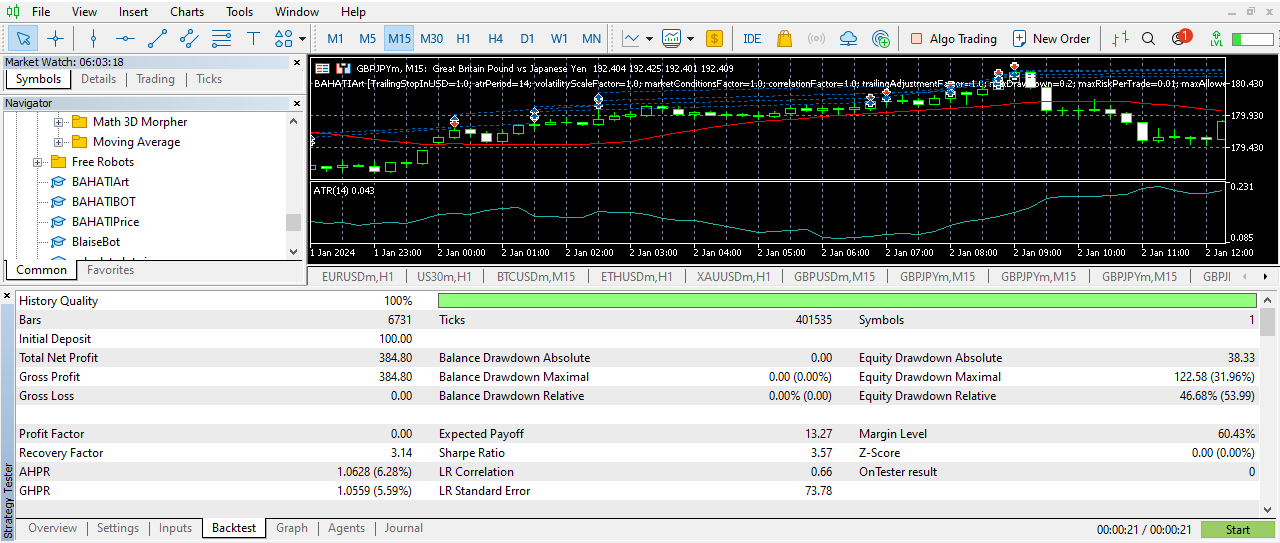 File View Insert Charts Tools Window Help
M1 M5 M15 M30 H1 H4 D1 W1 MN IDE Algo Trading New Order 1 LVL
Market Watch: 06:03:18
Symbols Details Trading Ticks
Navigator
Math 3D Morpher
Moving Average
Free Robots
BAHATIArt
BAHATIBOT
BAHATIPrice
BlaiseBot
Common Favorites
GBPJPYm, M15: Great Britain Pound vs Japanese Yen 192.404 192.425 192.401 192.409
BAHATIArt [TrailingStopInUSD=1.0; atrPeriod=14; volatilityScaleFactor=1.0; marketConditionsFactor=1.0; correlationFactor=1.0; trailingAdjustmentFactor=1.0; maxDrawdown=0.2; maxRiskPerTrade=0.01; maxAllowe
180.430
179.930
179.430
ATR(14) 0.043
0.231
0.085
1 Jan 2024 1 Jan 23:00 2 Jan 00:00 2 Jan 01:00 2 Jan 02:00 2 Jan 03:00 2 Jan 04:00 2 Jan 05:00 2 Jan 06:00 2 Jan 07:00 2 Jan 08:00 2 Jan 09:00 2 Jan 10:00 2 Jan 11:00 2 Jan 12:00
EURUSDm,H1 US30m,H1 BTCUSDm,M15 ETHUSDm,H1 XAUUSDm,H1 GBPUSDm,M15 GBPJPYm,M15 GBPJPYm,M15 GBPJPYm,M15 GBPJI
History Quality 100%
Bars 6731 Ticks 401535 Symbols 1
Initial Deposit 100.00
Total Net Profit 384.80 Balance Drawdown Absolute 0.00 Equity Drawdown Absolute 38.33
Gross Profit 384.80 Balance Drawdown Maximal 0.00 (0.00%) Equity Drawdown Maximal 122.58 (31.96%)
Gross Loss 0.00 Balance Drawdown Relative 0.00% (0.00) Equity Drawdown Relative 46.68% (53.99)
Profit Factor 0.00 Expected Payoff 13.27 Margin Level 60.43%
Recovery Factor 3.14 Sharpe Ratio 3.57 Z-Score 0.00 (0.00%)
AHPR 1.0628 (6.28%) LR Correlation 0.66 OnTester result 0
GHPR 1.0559 (5.59%) LR Standard Error 73.78
Strategy Tester
Overview Settings Inputs Backtest Graph Agents Journal 00:00:21 / 00:00:21 Start